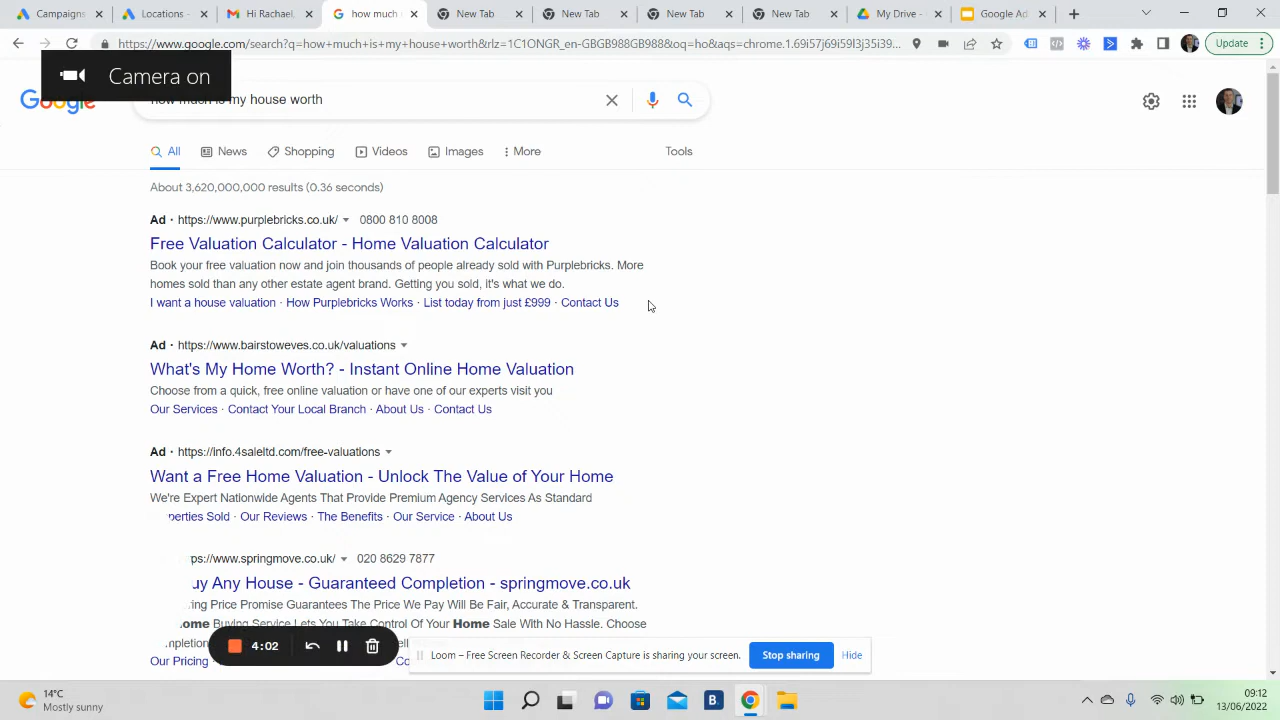 Campaigns
Campaigns
Hi Rachael
how much
New Tab
New Tab
New Tab
New Tab
My Drive -
Google Ad
https://www.google.com/search?q=how+much+is+my+house+worth&rlz=1C1CNGR_en-GBGB988GB988&oq=ho&aqs=chrome.1.69i57j69i59l3j35i3...
Update
Camera on
Google
how much is my house worth
All
News
Shopping
Videos
Images
More
Tools
About 3,620,000,000 results (0.36 seconds)
Ad · https://www.purplebricks.co.uk/ 0800 810 8008
Free Valuation Calculator - Home Valuation Calculator
Book your free valuation now and join thousands of people already sold with Purplebricks. More
homes sold than any other estate agent brand. Getting you sold, it's what we do.
I want a house valuation · How Purplebricks Works · List today from just £999 · Contact Us
Ad · https://www.bairstoweves.co.uk/valuations
What's My Home Worth? - Instant Online Home Valuation
Choose from a quick, free online valuation or have one of our experts visit you
Our Services · Contact Your Local Branch · About Us · Contact Us
Ad · https://info.4saleltd.com/free-valuations
Want a Free Home Valuation - Unlock The Value of Your Home
We're Expert Nationwide Agents That Provide Premium Agency Services As Standard
perties Sold · Our Reviews · The Benefits · Our Service · About Us
ps://www.springmove.co.uk/ 020 8629 7877
uy Any House - Guaranteed Completion - springmove.co.uk
ring Price Promise Guarantees The Price We Pay Will Be Fair, Accurate & Transparent.
ome Buying Service Lets You Take Control Of Your Home Sale With No Hassle. Choose
mpletion
Our Pricing
4:02
Loom – Free Screen Recorder & Screen Capture is sharing your screen.
Stop sharing
Hide
14°C
Mostly sunny
B
09:12
13/06/2022